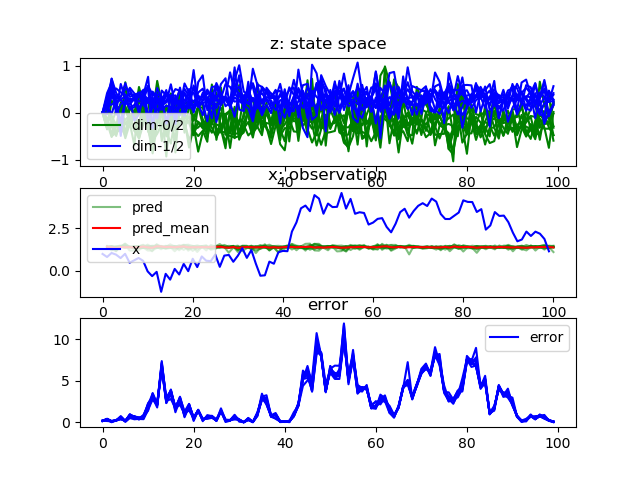 z: state space
1
0
−1
dim-0/2
dim-1/2
0 20 40 60 80 100
x: observation
2.5
0.0
pred
pred_mean
x
0 20 40 60 80 100
error
10
5
0
error
0 20 40 60 80 100